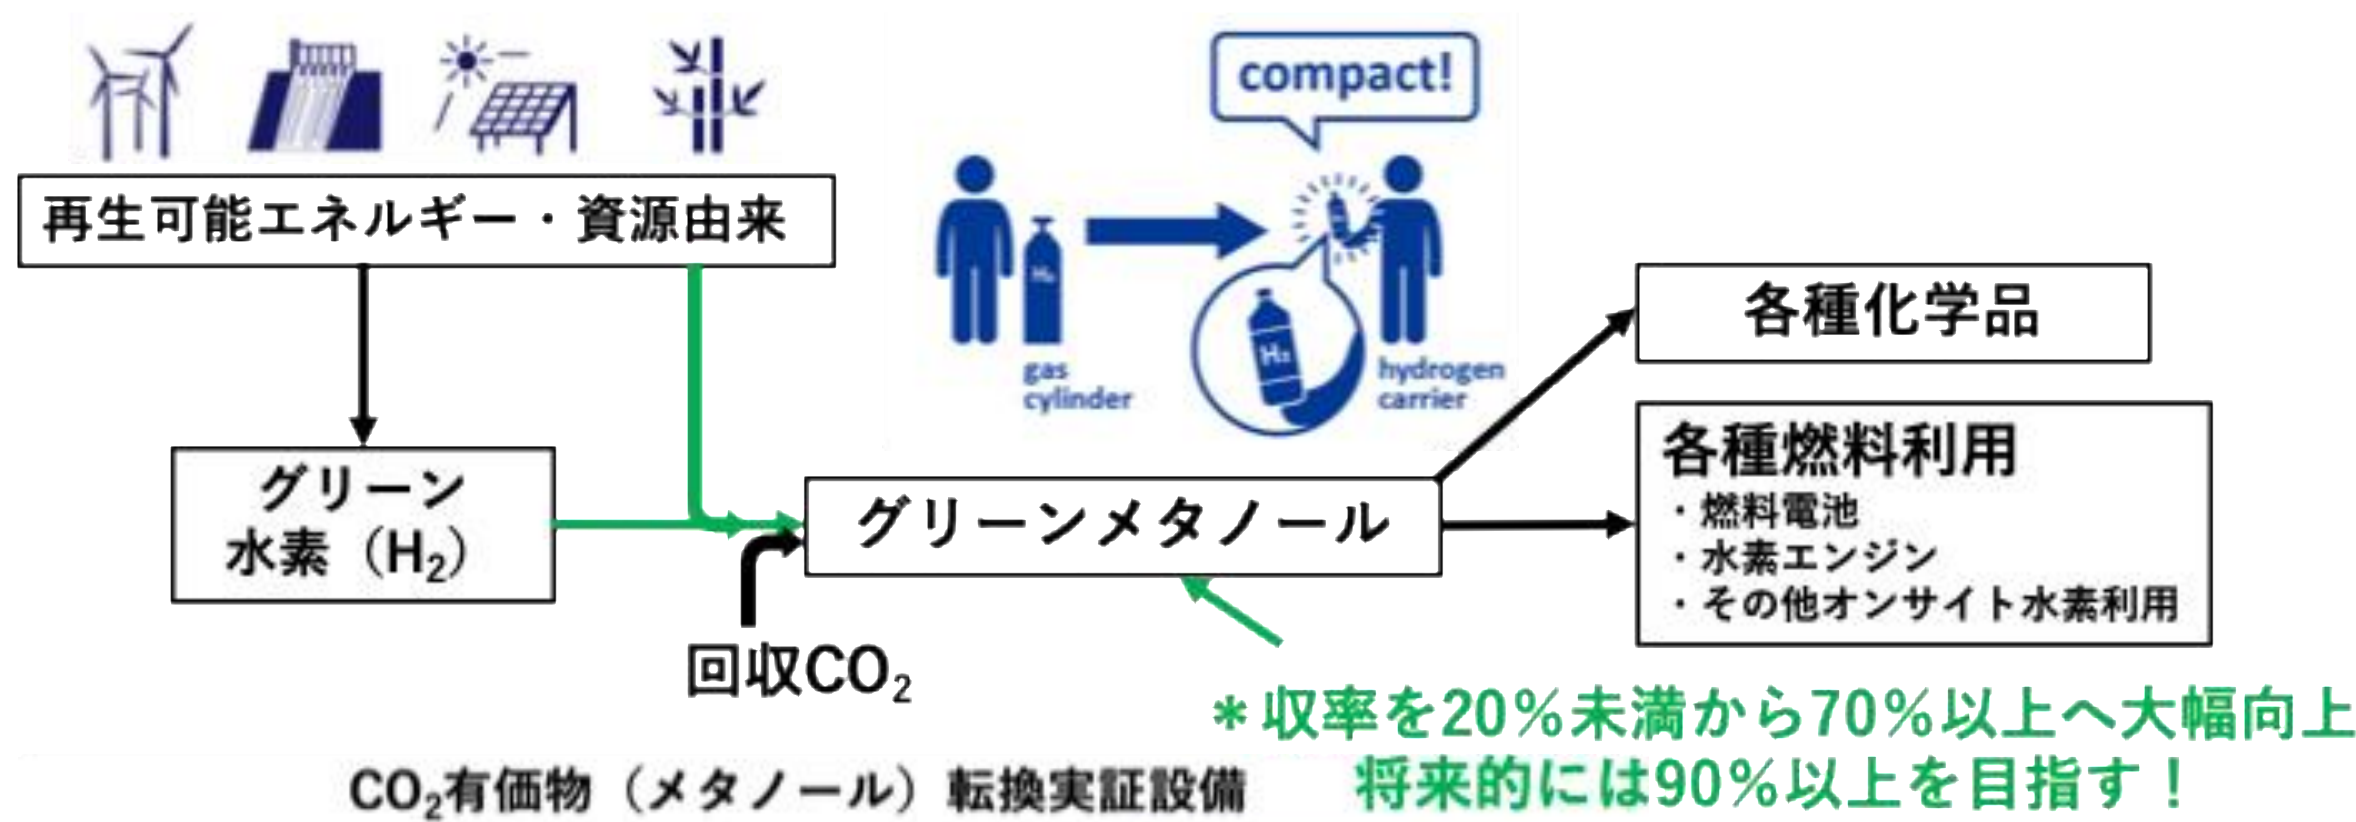 compact!
再生可能エネルギー・資源由来
H₂
gas
cylinder
H₂
hydrogen
carrier
各種化学品
グリーン
水素（H₂）
グリーンメタノール
各種燃料利用
・燃料電池
・水素エンジン
・その他オンサイト水素利用
回収CO₂
＊収率を20％未満から70％以上へ大幅向上
将来的には90％以上を目指す！
CO₂有価物（メタノール）転換実証設備